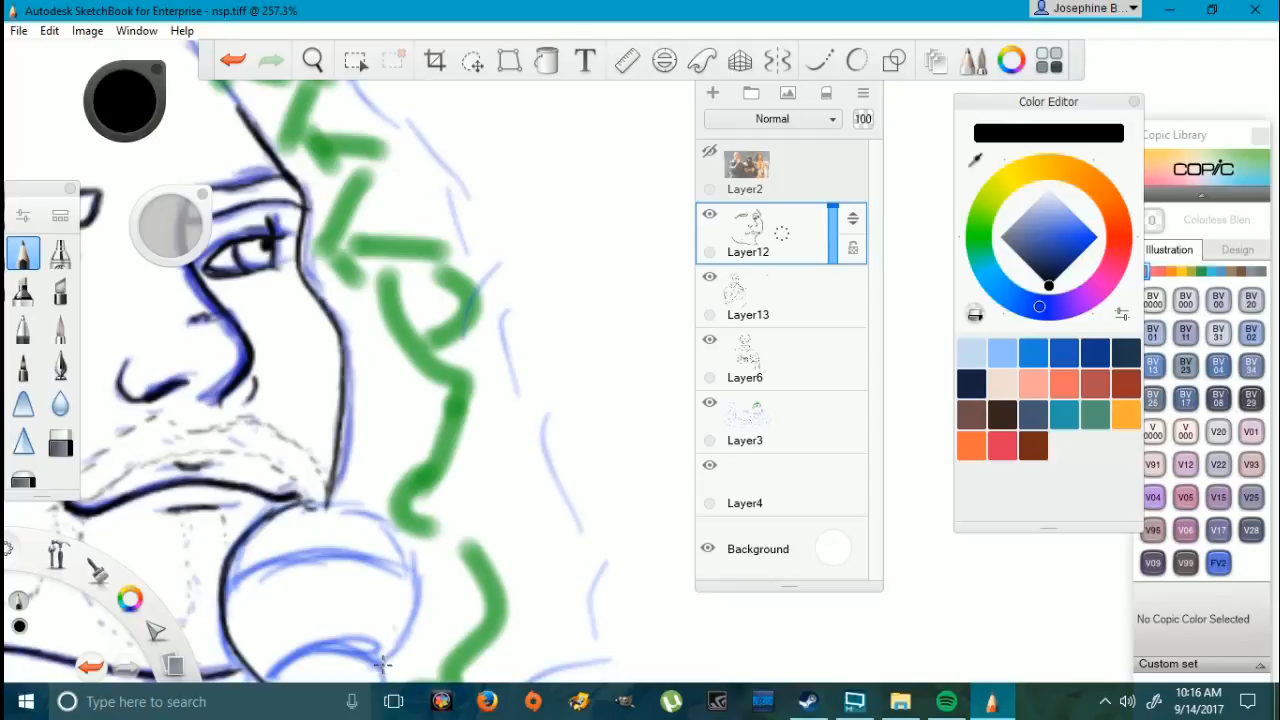 Autodesk SketchBook for Enterprise - nsp.tiff @ 257.3%
Josephine B...
File Edit Image Window Help
T
Normal
100
Layer2
Layer12
Layer13
Layer6
Layer3
Layer4
Background
Color Editor
Copic Library
COPIC
0 Colorless Blen...
Illustration Design
BV 0000 BV 000 BV 00 BV 20
BV 01 BV 11 BV 31 BV 02
BV 13 BV 23 BV 04 BV 34
BV 25 BV 17 BV 08 BV 29
V 0000 V 000 V20 V01
V91 V12 V22 V93
V04 V05 V15 V25
V95 V06 V17 V28
V09 V99 FV2
No Copic Color Selected
Custom set
Type here to search
10:16 AM
9/14/2017